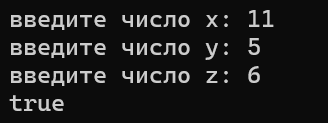 введите число x: 11
введите число y: 5
введите число z: 6
true